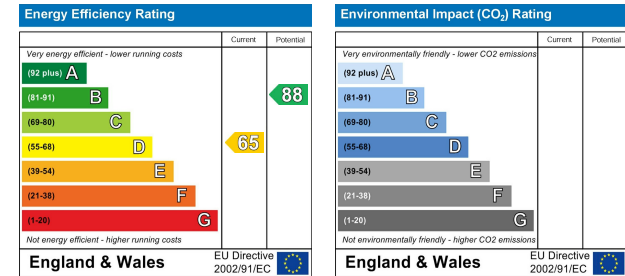 Energy Efficiency Rating
Current Potential
Very energy efficient - lower running costs
(92 plus) A
(81-91) B
88
(69-80) C
(55-68) D
65
(39-54) E
(21-38) F
(1-20) G
Not energy efficient - higher running costs
England & Wales
EU Directive
2002/91/EC
Environmental Impact (CO2) Rating
Current Potential
Very environmentally friendly - lower CO2 emissions
(92 plus) A
(81-91) B
(69-80) C
(55-68) D
(39-54) E
(21-38) F
(1-20) G
Not environmentally friendly - higher CO2 emissions
England & Wales
EU Directive
2002/91/EC